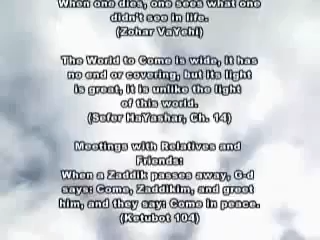 When one dies, one sees what one
didn't see in life.
(Zohar VaYehi)
The World to Come is wide, it has
no end or covering, but its light
is great, it is unlike the light
of this world.
(Sefer HaYashar, Ch. 14)
Meetings with Relatives and
Friends:
When a Zaddik passes away, G-d
says: Come, Zaddikim, and greet
him, and they say: Come in peace.
(Ketubot 104)